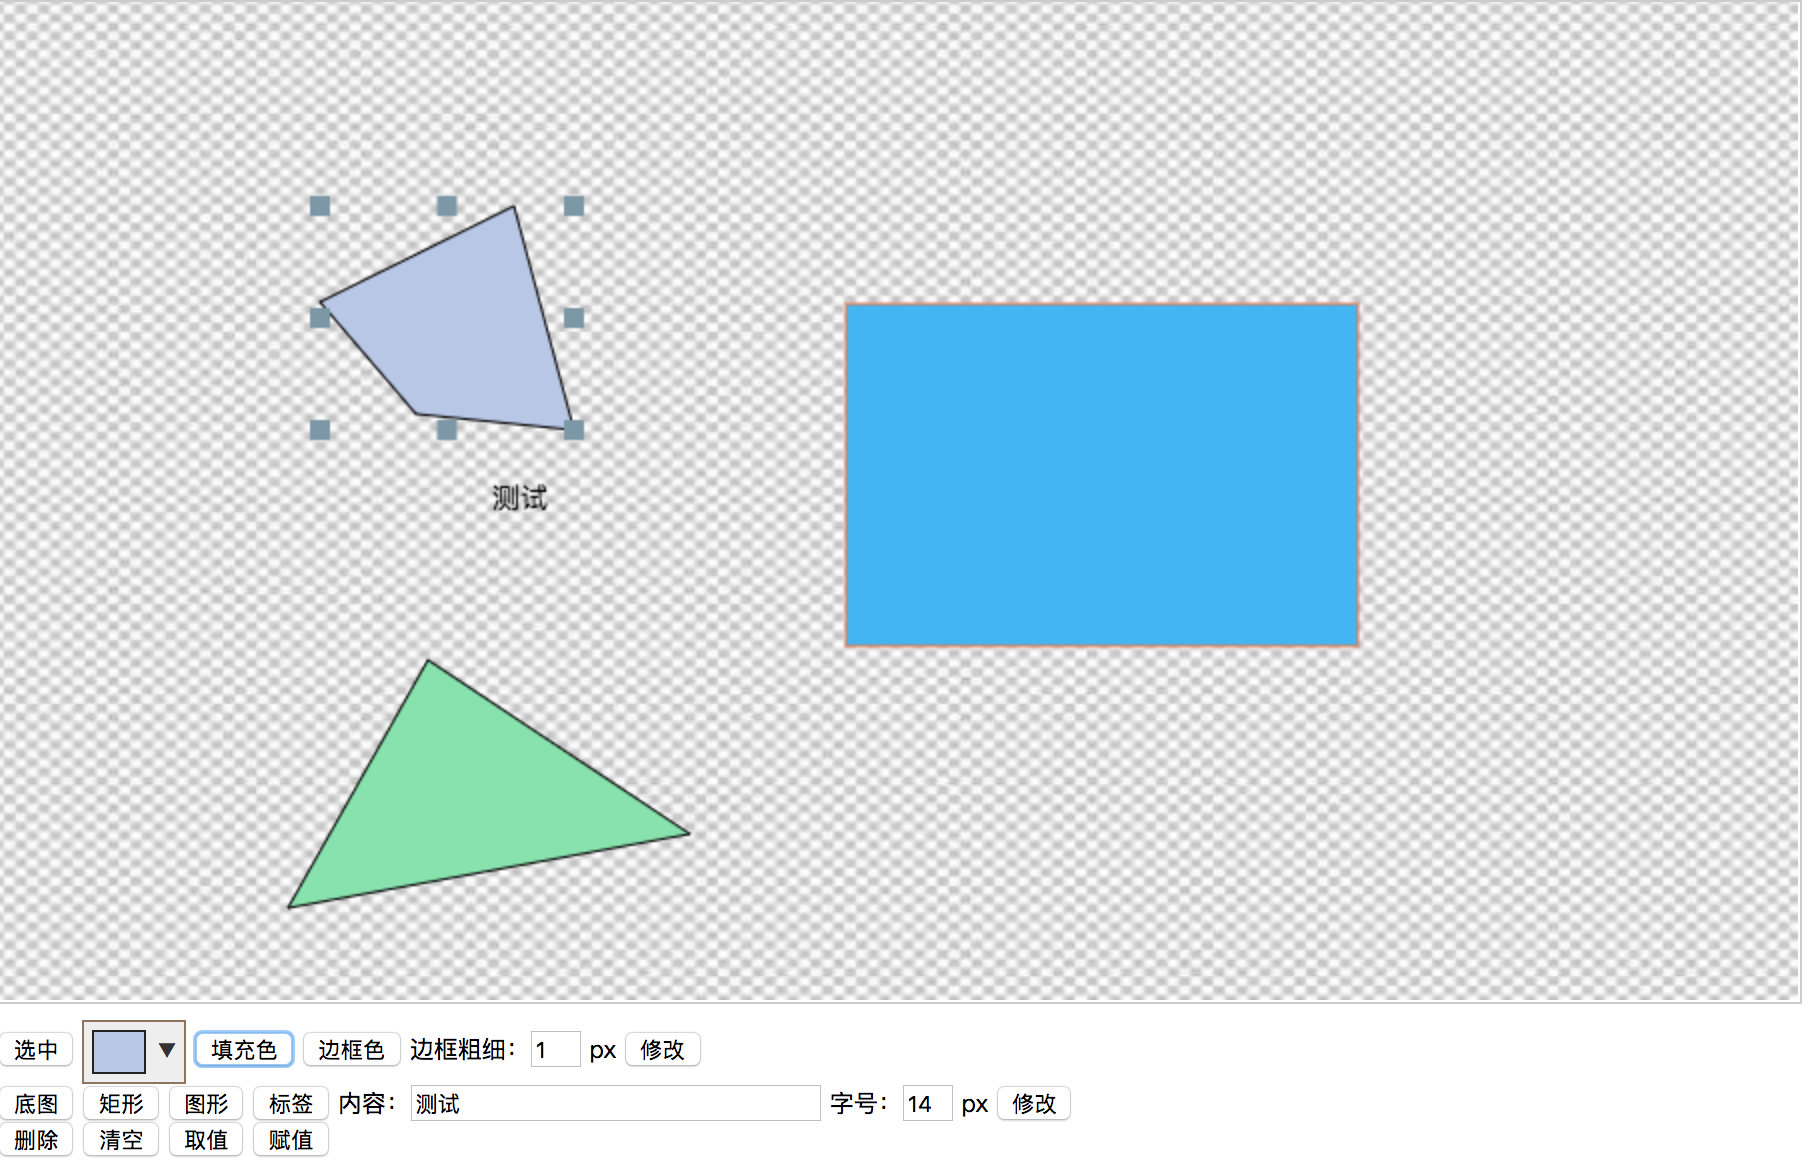 测试
选中 ▼ 填充色 边框色 边框粗细： 1 px 修改
底图 矩形 图形 标签 内容： 测试 字号： 14 px 修改
删除 清空 取值 赋值